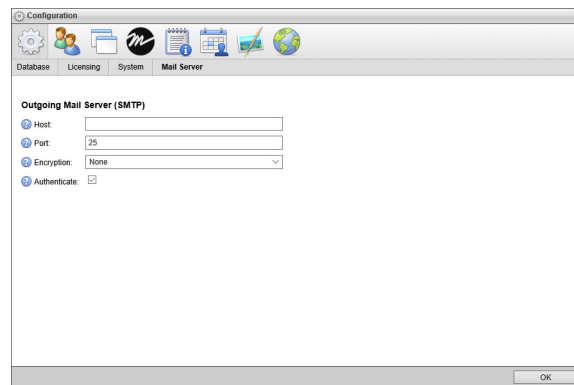 Configuration
Database Licensing System Mail Server
Outgoing Mail Server (SMTP)
Host:
Port: 25
Encryption: None
Authenticate:
OK